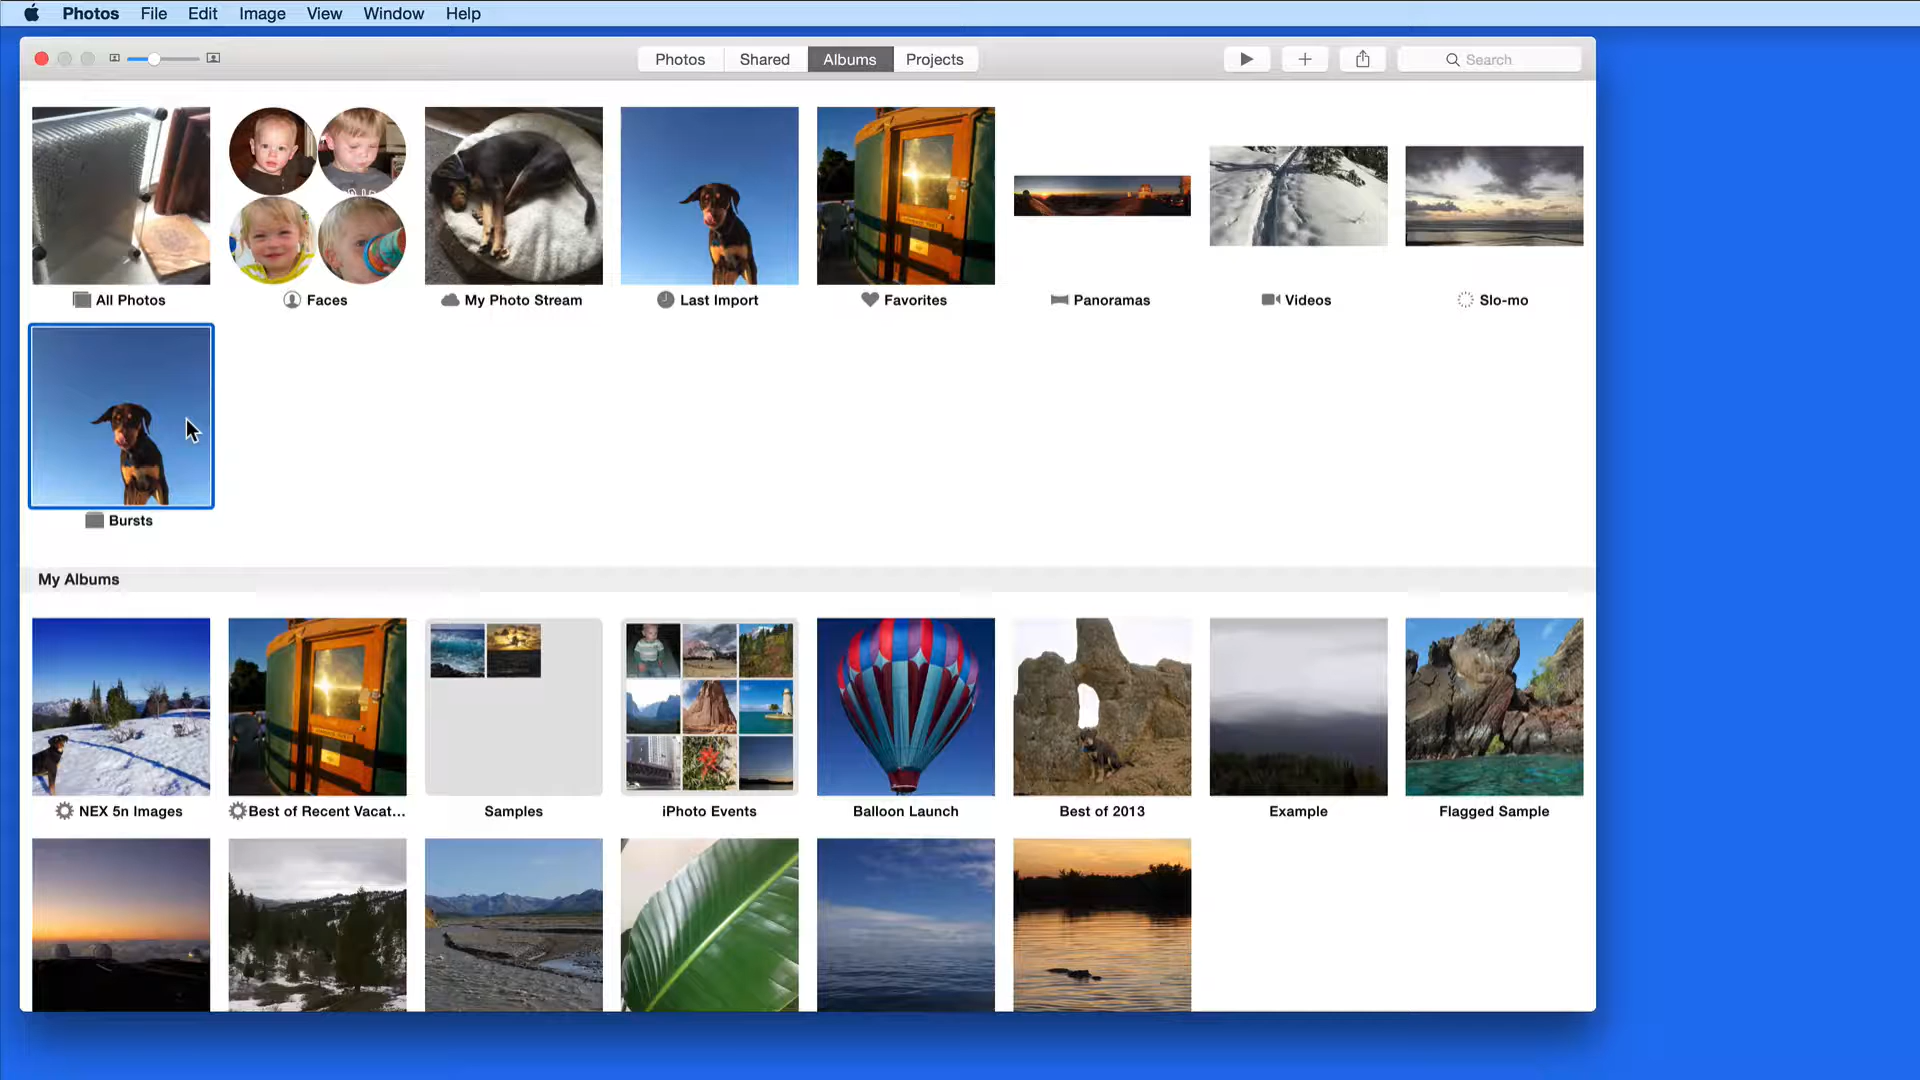 Photos File Edit Image View Window Help
Photos Shared Albums Projects Search
All Photos Faces My Photo Stream Last Import Favorites Panoramas Videos Slo-mo
Bursts
My Albums
NEX 5n Images Best of Recent Vacat... Samples iPhoto Events Balloon Launch Best of 2013 Example Flagged Sample